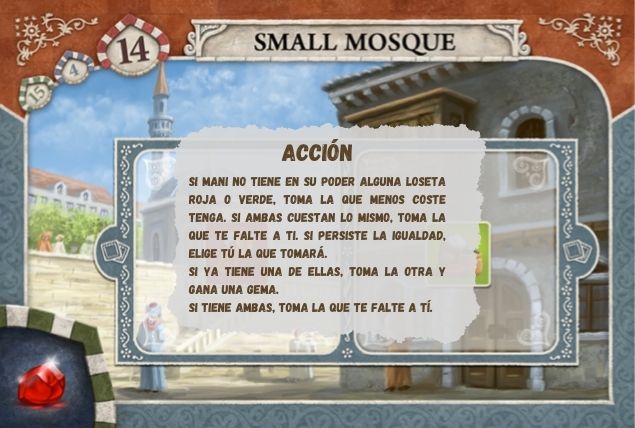 SMALL MOSQUE
14
4
15
ACCIÓN
SI MANI NO TIENE EN SU PODER ALGUNA LOSETA
ROJA O VERDE, TOMA LA QUE MENOS COSTE
TENGA. SI AMBAS CUESTAN LO MISMO, TOMA LA
QUE TE FALTE A TI. SI PERSISTE LA IGUALDAD,
ELIGE TÚ LA QUE TOMARÁ.
SI YA TIENE UNA DE ELLAS, TOMA LA OTRA Y
GANA UNA GEMA.
SI TIENE AMBAS, TOMA LA QUE TE FALTE A TÍ.